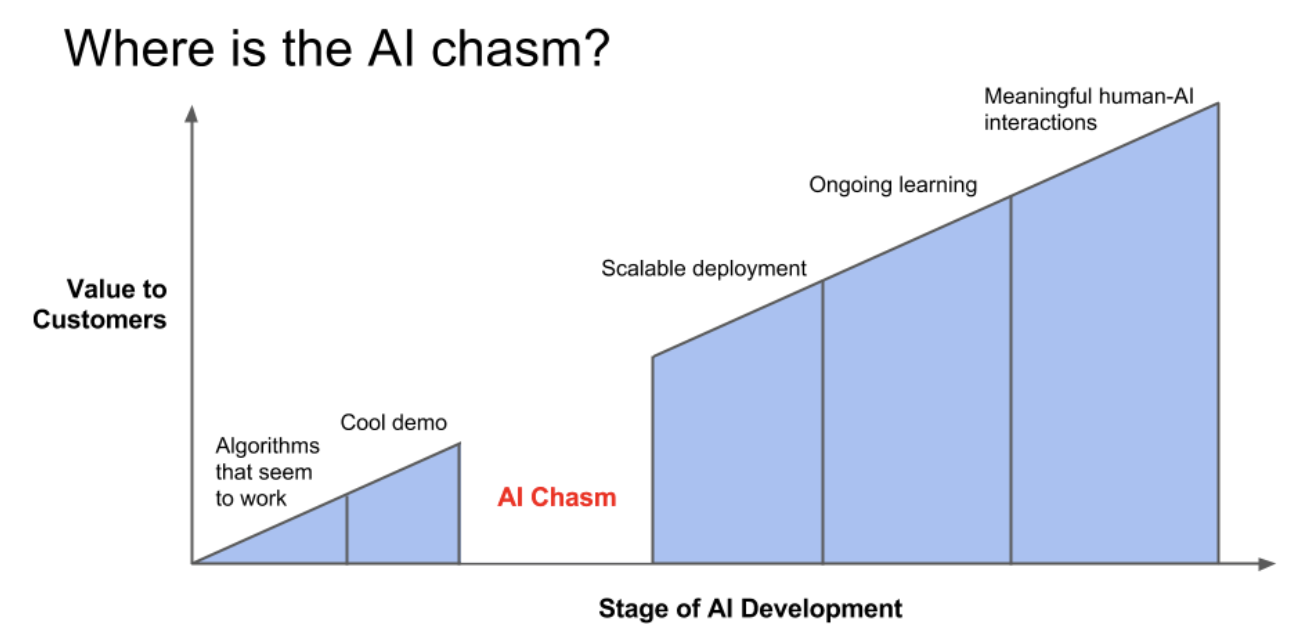 Where is the AI chasm?
Meaningful human-AI
interactions
Ongoing learning
Scalable deployment
Value to
Customers
Cool demo
Algorithms
that seem
to work
AI Chasm
Stage of AI Development